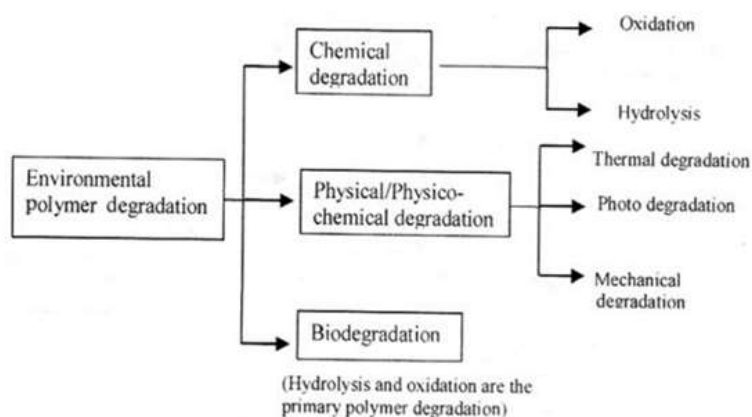 Environmental
polymer degradation
Chemical
degradation
Oxidation
Hydrolysis
Physical/Physico-
chemical degradation
Thermal degradation
Photo degradation
Mechanical
degradation
Biodegradation
(Hydrolysis and oxidation are the
primary polymer degradation)